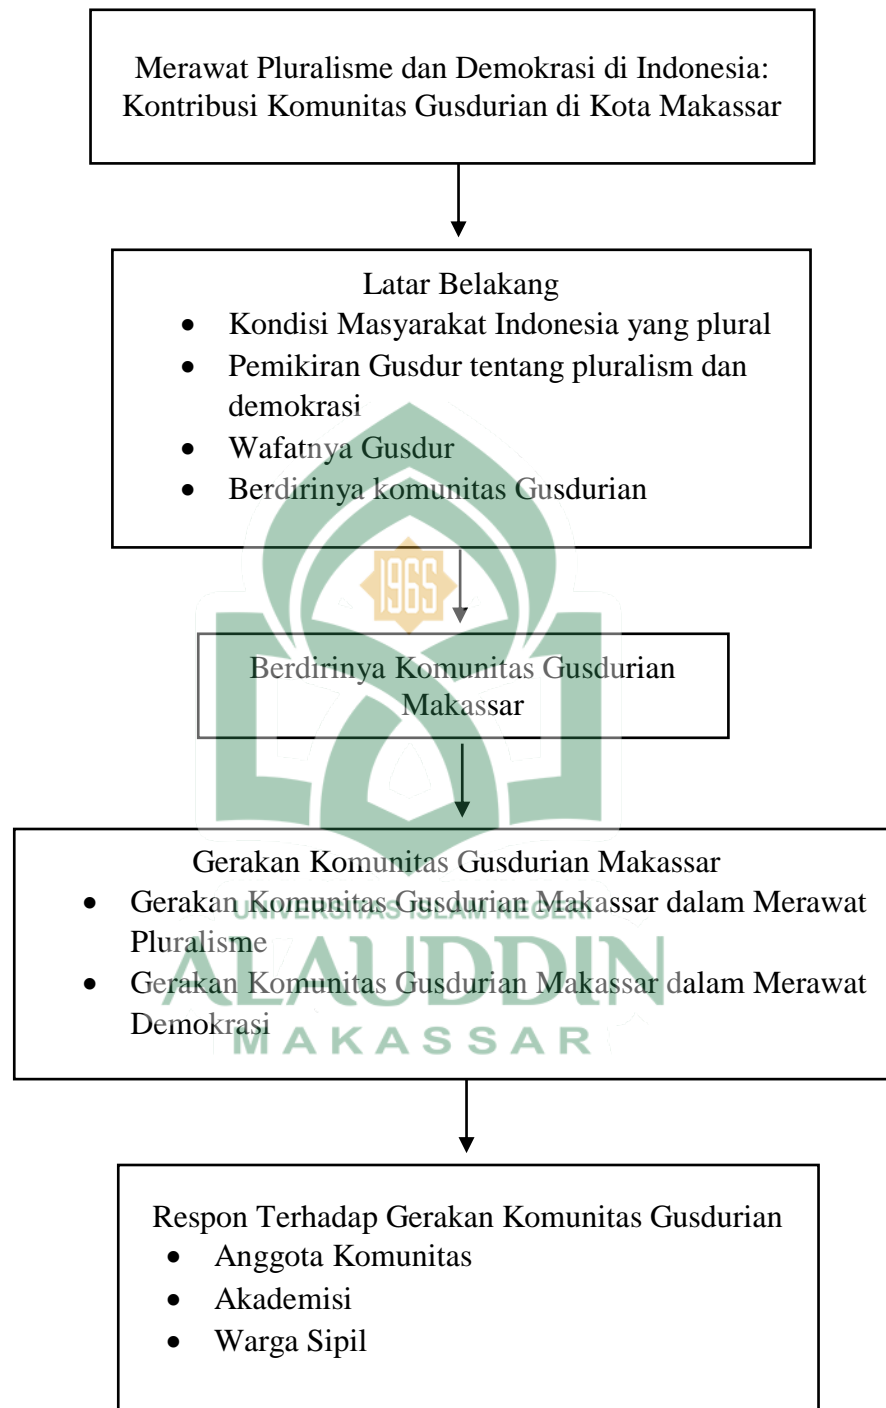 Merawat Pluralisme dan Demokrasi di Indonesia:
Kontribusi Komunitas Gusdurian di Kota Makassar
Latar Belakang
• Kondisi Masyarakat Indonesia yang plural
• Pemikiran Gusdur tentang pluralism dan
demokrasi
• Wafatnya Gusdur
• Berdirinya komunitas Gusdurian
1965
Berdirinya Komunitas Gusdurian
Makassar
Gerakan Komunitas Gusdurian Makassar
• Gerakan Komunitas Gusdurian Makassar dalam Merawat
UNIVERSITAS ISLAM NEGERI
Pluralisme
ALAUDDIN
• Gerakan Komunitas Gusdurian Makassar dalam Merawat
Demokrasi
MAKASSAR
Respon Terhadap Gerakan Komunitas Gusdurian
• Anggota Komunitas
• Akademisi
• Warga Sipil